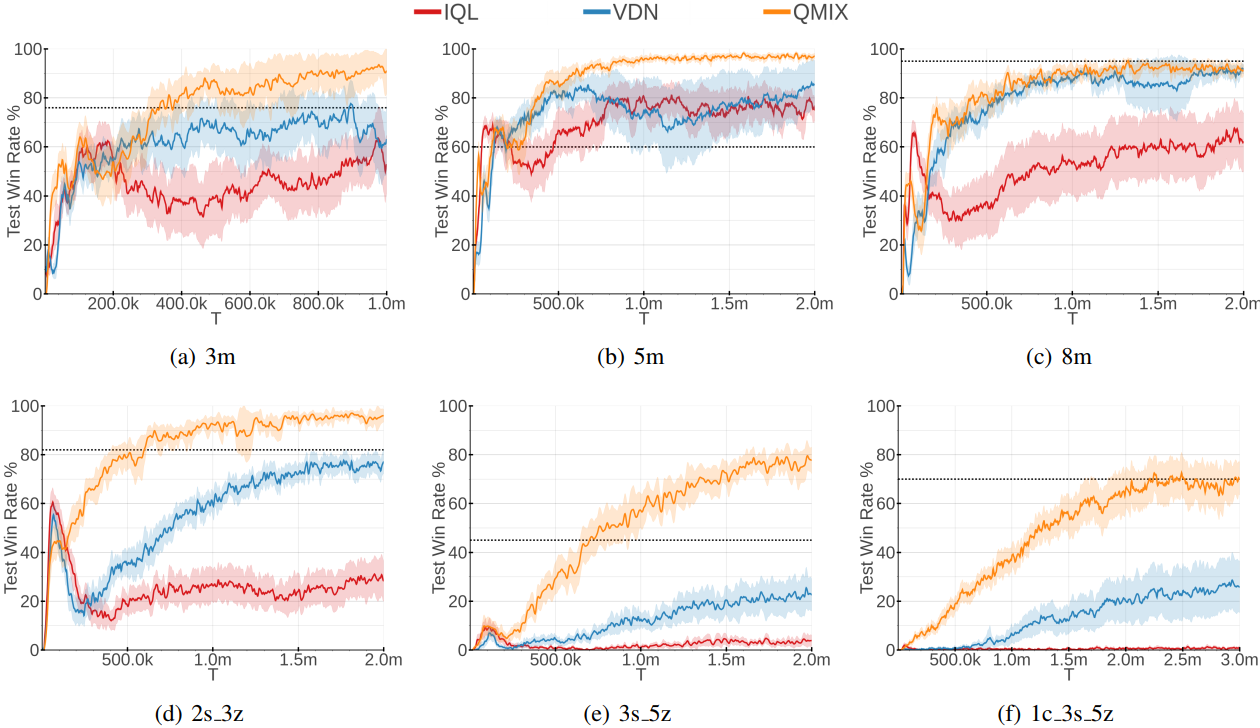 IQL VDN QMIX
100 80 60 40 20 0
Test Win Rate %
200.0k 400.0k 600.0k 800.0k 1.0m
T
(a) 3m
100 80 60 40 20 0
Test Win Rate %
500.0k 1.0m 1.5m 2.0m
T
(b) 5m
100 80 60 40 20 0
Test Win Rate %
500.0k 1.0m 1.5m 2.0m
T
(c) 8m
100 80 60 40 20 0
Test Win Rate %
500.0k 1.0m 1.5m 2.0m
T
(d) 2s_3z
100 80 60 40 20 0
Test Win Rate %
500.0k 1.0m 1.5m 2.0m
T
(e) 3s_5z
100 80 60 40 20 0
Test Win Rate %
500.0k 1.0m 1.5m 2.0m 2.5m 3.0m
T
(f) 1c_3s_5z